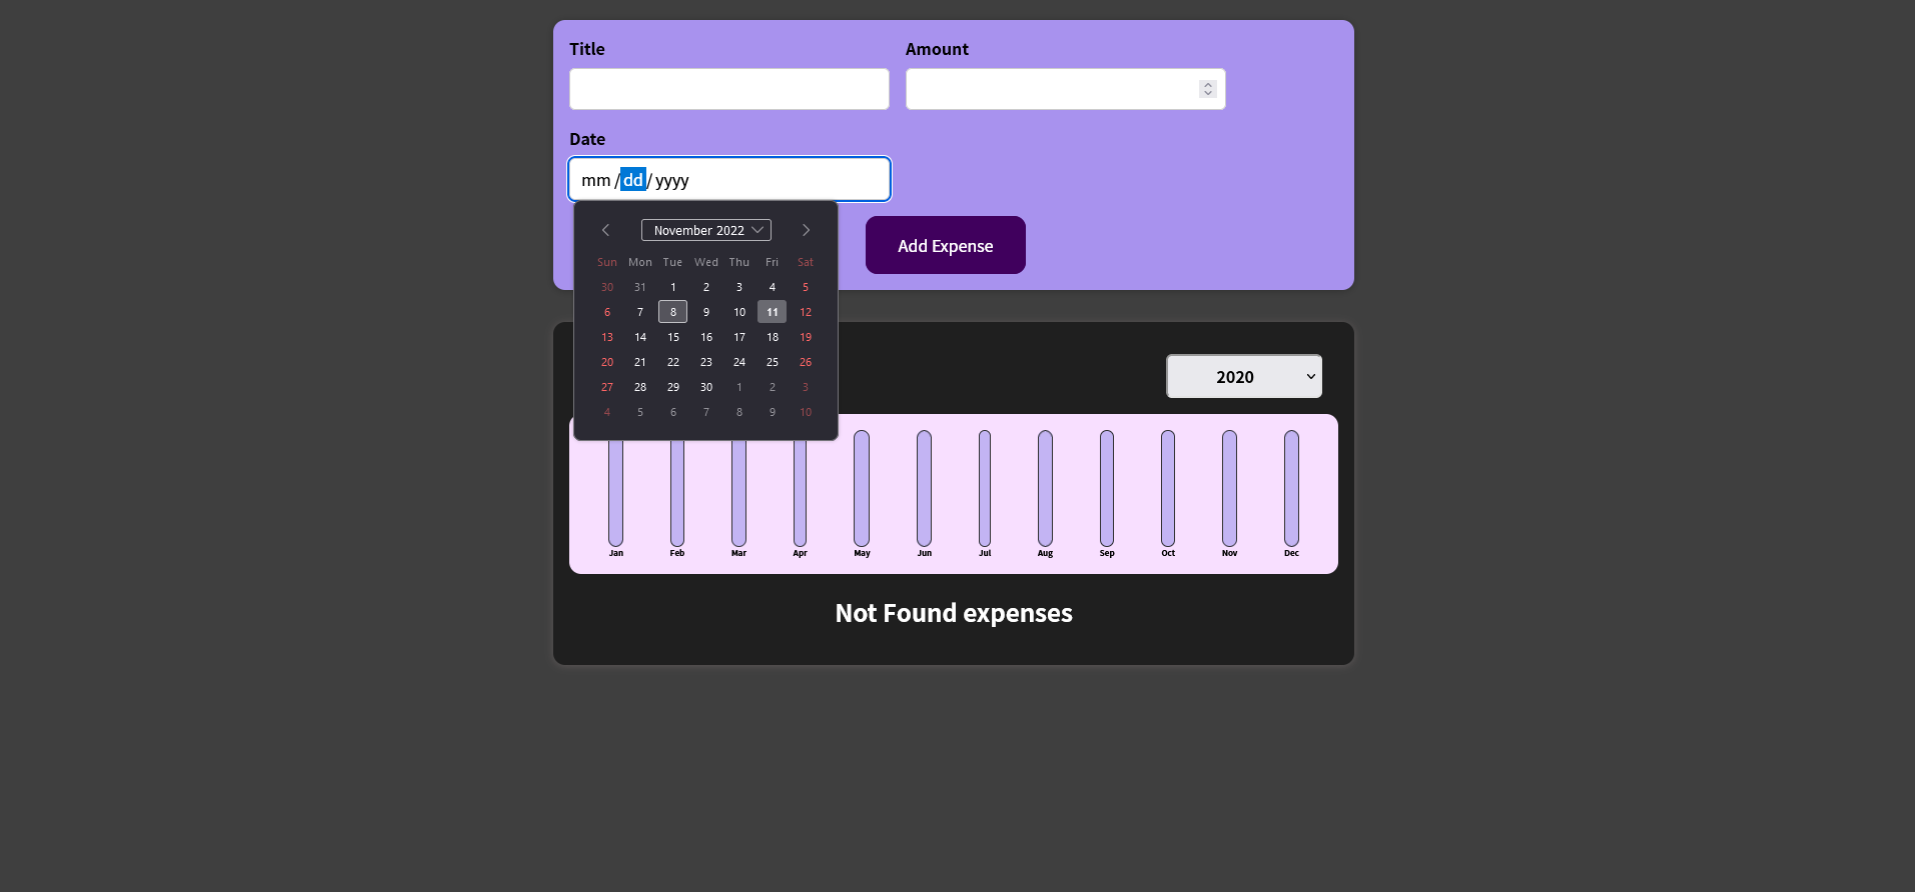 Title Amount
Date
mm/dd/yyyy
November 2022
Add Expense
Sun Mon Tue Wed Thu Fri Sat
30 31 1 2 3 4 5
6 7 8 9 10 11 12
13 14 15 16 17 18 19
20 21 22 23 24 25 26
27 28 29 30 1 2 3
4 5 6 7 8 9 10
2020
Jan Feb Mar Apr May Jun Jul Aug Sep Oct Nov Dec
Not Found expenses